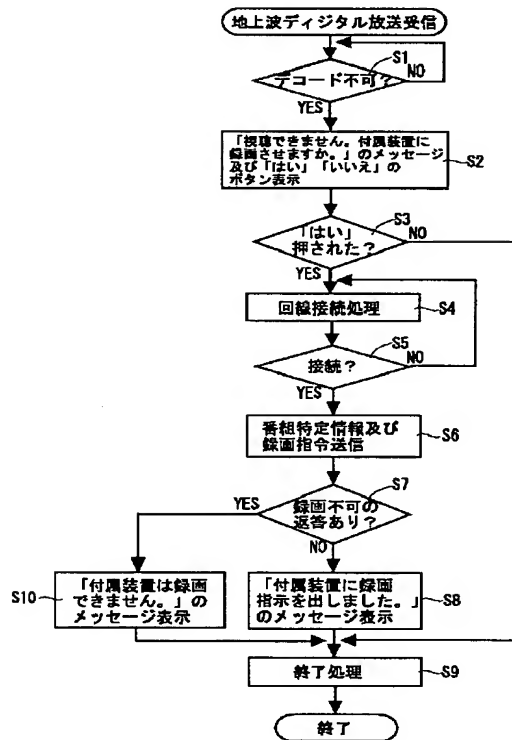 地上波ディジタル放送受信
S1
デコード不可?
NO
YES
「視聴できません。付属装置に
録画させますか。」のメッセージ
及び「はい」「いいえ」の
ボタン表示
S2
S3
「はい」
押された?
NO
YES
回線接続処理
S4
S5
接続?
NO
YES
番組特定情報及び
録画指令送信
S6
S7
録画不可の
返答あり?
YES
NO
S10
「付属装置は録画
できません。」の
メッセージ表示
「付属装置に録画
指示を出しました。」
のメッセージ表示
S8
終了処理
S9
終了